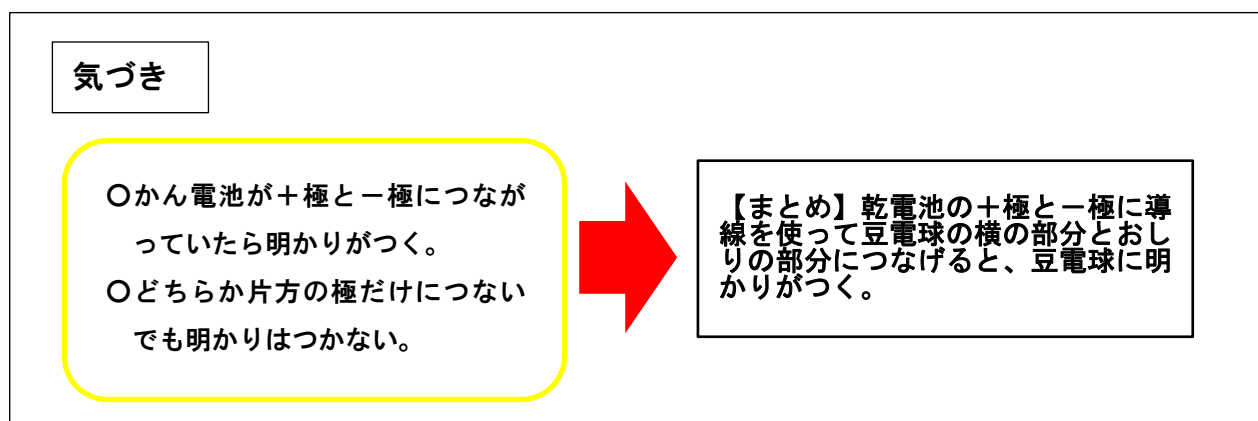 気づき
〇かん電池が＋極と－極につなが
っていたら明かりがつく。
〇どちらか片方の極だけにつない
でも明かりはつかない。
【まとめ】乾電池の＋極と－極に導
線を使って豆電球の横の部分とおし
りの部分につなげると、豆電球に明
かりがつく。